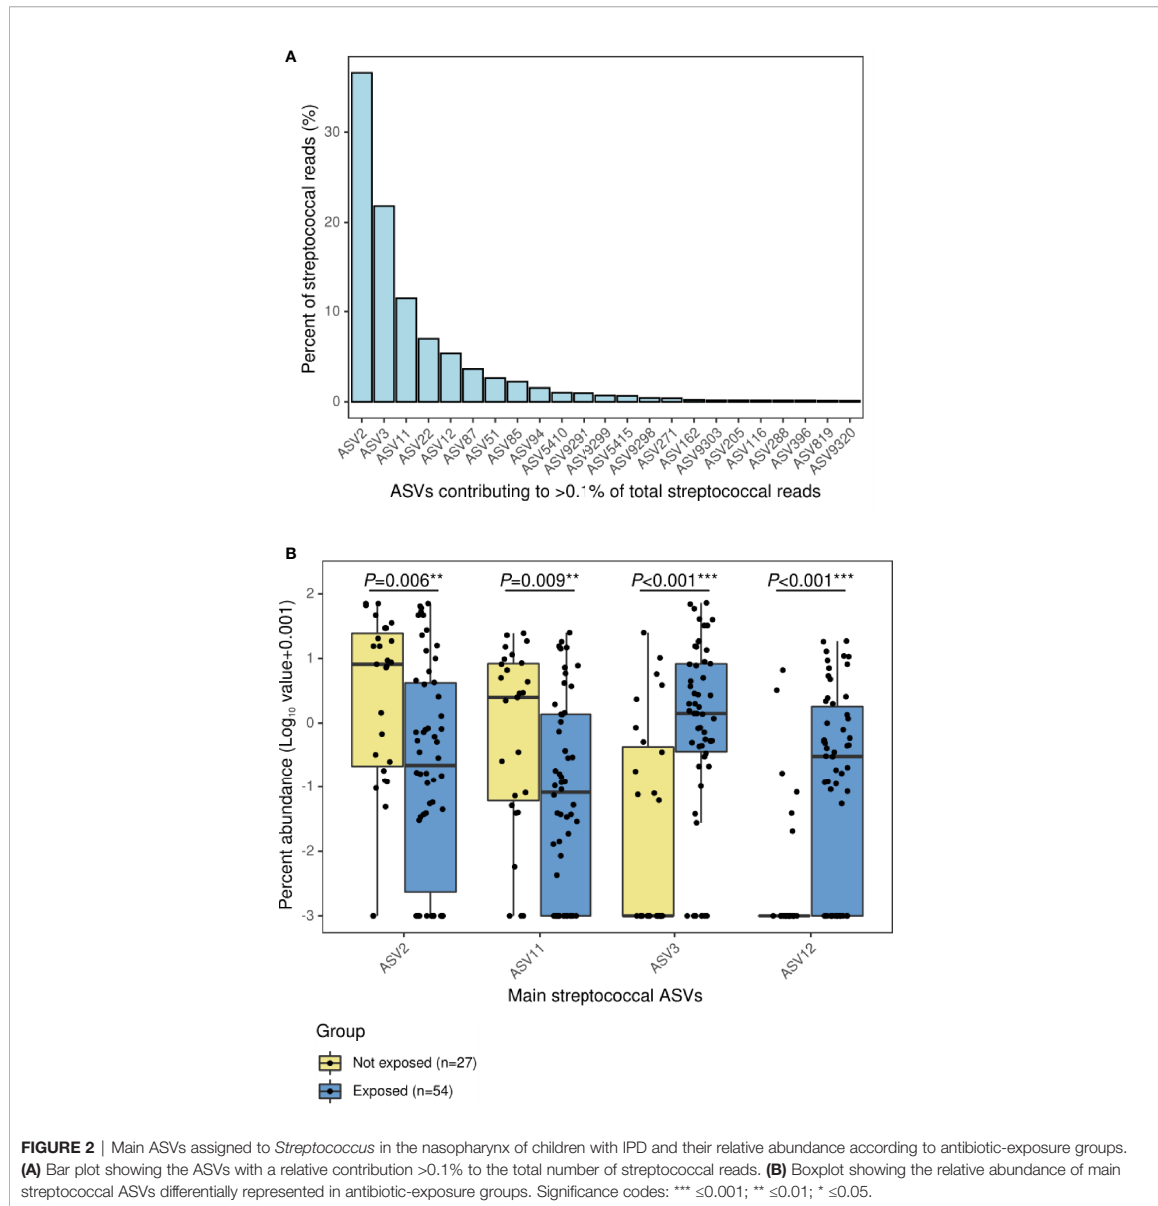 A
Percent of streptococcal reads (%)
30
20
10
0
ASV2
ASV3
ASV11
ASV22
ASV12
ASV87
ASV51
ASV85
ASV94
ASV5410
ASV9291
ASV9299
ASV5415
ASV9298
ASV271
ASV162
ASV9303
ASV205
ASV116
ASV288
ASV396
ASV819
ASV9320
ASVs contributing to >0.1% of total streptococcal reads
B
Percent abundance (Log10 value+0.001)
P=0.006** P=0.009** P<0.001*** P<0.001***
2
1
0
-1
-2
-3
ASV2
ASV11
ASV3
ASV12
Main streptococcal ASVs
Group
Not exposed (n=27)
Exposed (n=54)
FIGURE 2 | Main ASVs assigned to Streptococcus in the nasopharynx of children with IPD and their relative abundance according to antibiotic-exposure groups.
(A) Bar plot showing the ASVs with a relative contribution >0.1% to the total number of streptococcal reads. (B) Boxplot showing the relative abundance of main
streptococcal ASVs differentially represented in antibiotic-exposure groups. Significance codes: *** ≤0.001; ** ≤0.01; * ≤0.05.